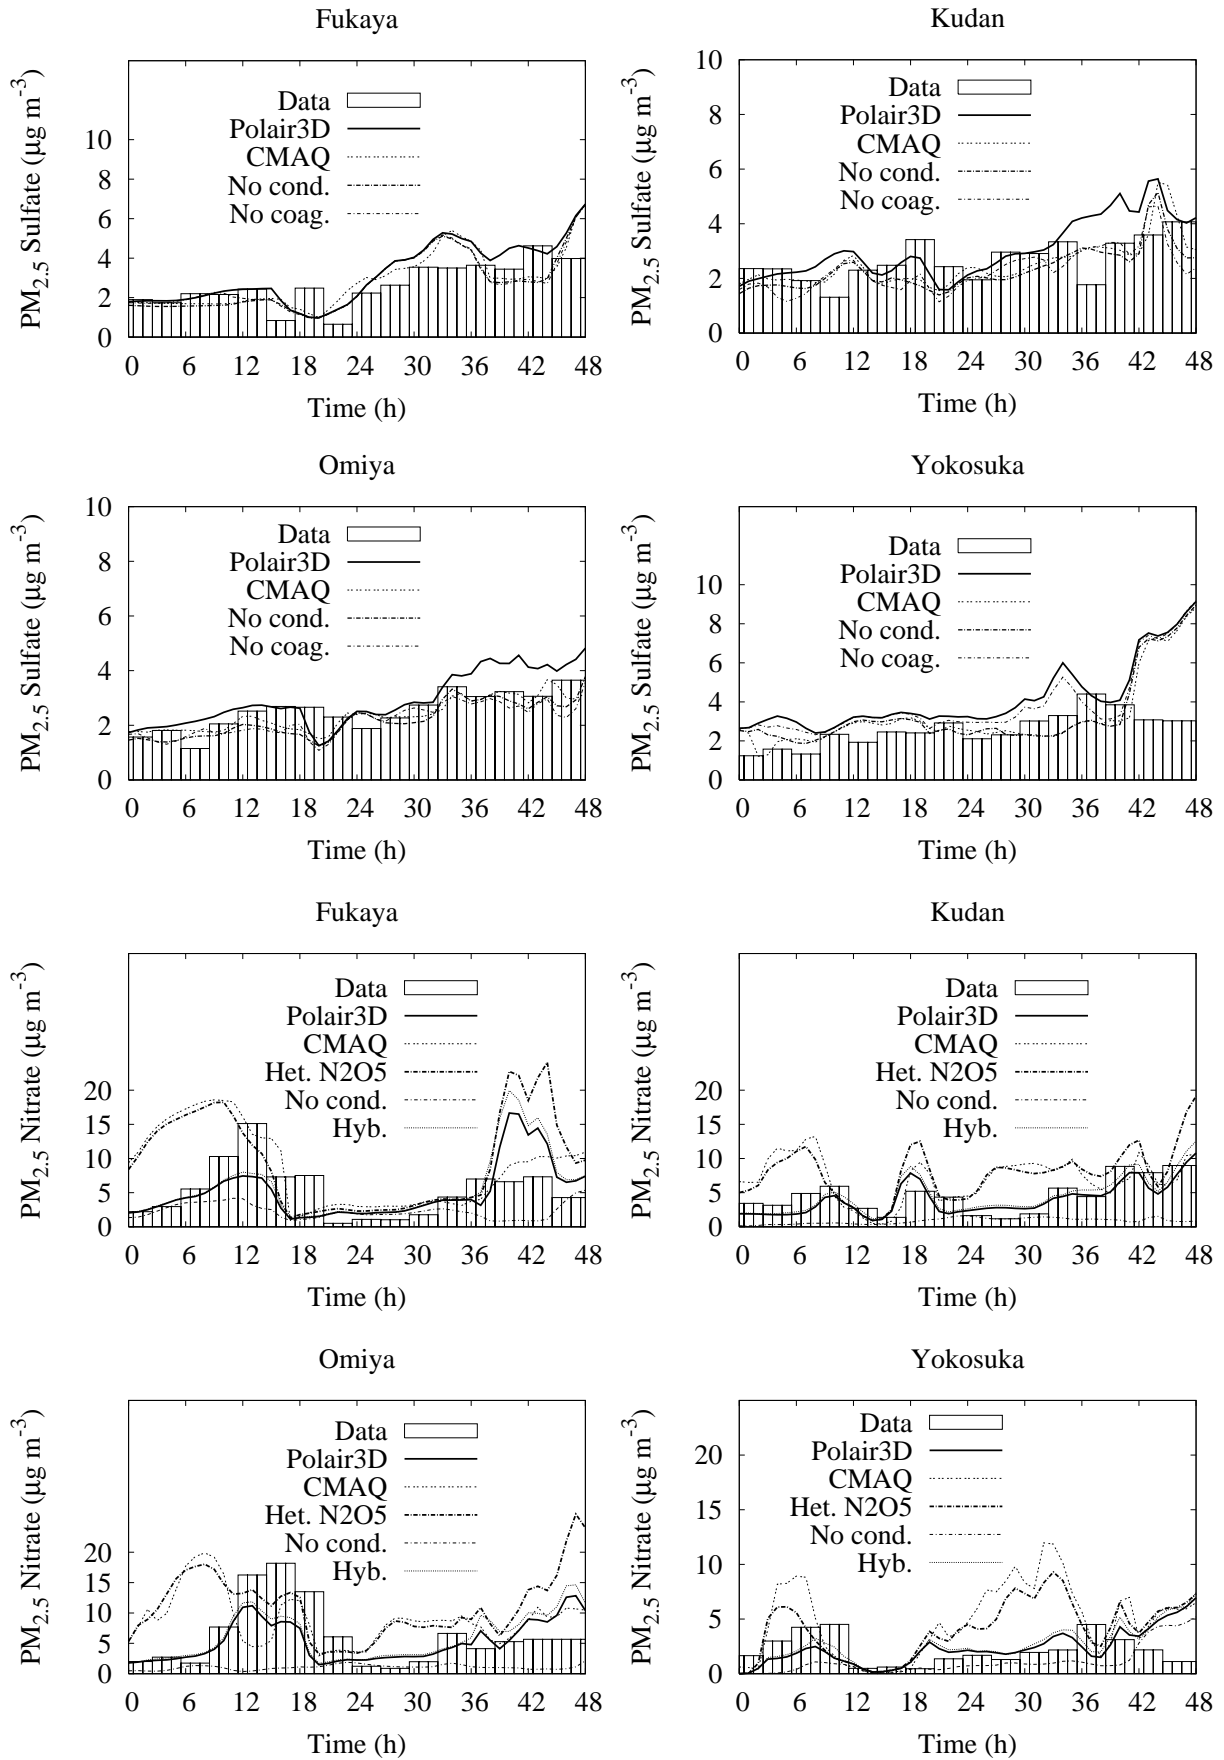 Fukaya
PM2.5 Sulfate (μg m-3)
10
8
6
4
2
0
Data
Polair3D
CMAQ
No cond.
No coag.
0 6 12 18 24 30 36 42 48
Time (h)
Kudan
PM2.5 Sulfate (μg m-3)
10
8
6
4
2
0
Data
Polair3D
CMAQ
No cond.
No coag.
0 6 12 18 24 30 36 42 48
Time (h)
Omiya
PM2.5 Sulfate (μg m-3)
10
8
6
4
2
0
Data
Polair3D
CMAQ
No cond.
No coag.
0 6 12 18 24 30 36 42 48
Time (h)
Yokosuka
PM2.5 Sulfate (μg m-3)
10
8
6
4
2
0
Data
Polair3D
CMAQ
No cond.
No coag.
0 6 12 18 24 30 36 42 48
Time (h)
Fukaya
PM2.5 Nitrate (μg m-3)
20
15
10
5
0
Data
Polair3D
CMAQ
Het. N2O5
No cond.
Hyb.
0 6 12 18 24 30 36 42 48
Time (h)
Kudan
PM2.5 Nitrate (μg m-3)
20
15
10
5
0
Data
Polair3D
CMAQ
Het. N2O5
No cond.
Hyb.
0 6 12 18 24 30 36 42 48
Time (h)
Omiya
PM2.5 Nitrate (μg m-3)
20
15
10
5
0
Data
Polair3D
CMAQ
Het. N2O5
No cond.
Hyb.
0 6 12 18 24 30 36 42 48
Time (h)
Yokosuka
PM2.5 Nitrate (μg m-3)
20
15
10
5
0
Data
Polair3D
CMAQ
Het. N2O5
No cond.
Hyb.
0 6 12 18 24 30 36 42 48
Time (h)